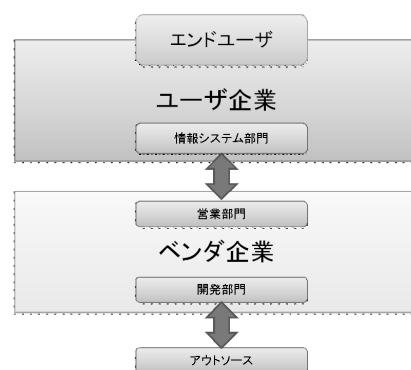 エンドユーザ
ユーザ企業
情報システム部門
営業部門
ベンダ企業
開発部門
アウトソース